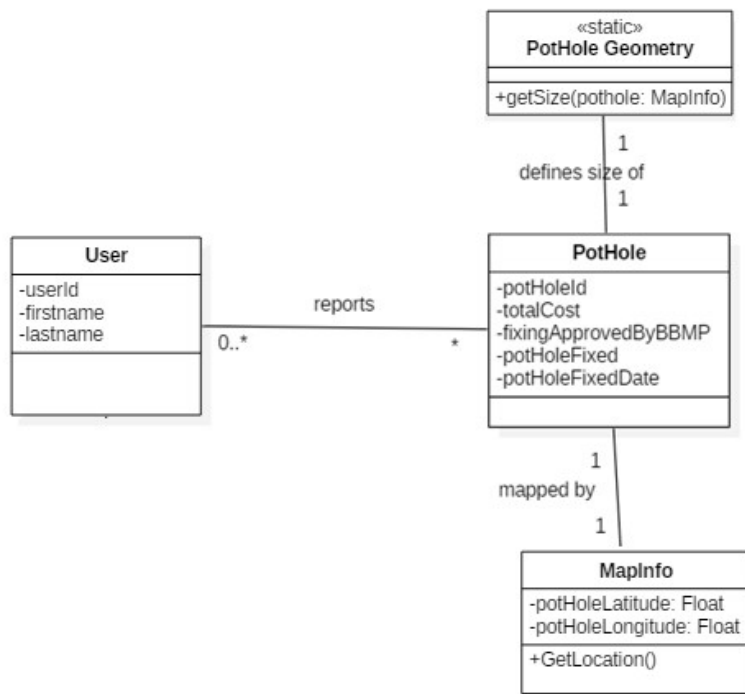 «static»
PotHole Geometry
+getSize(pothole: MapInfo)
1
defines size of
1
User
-userId
-firstname
-lastname
reports
0..*
*
PotHole
-potHoleId
-totalCost
-fixingApprovedByBBMP
-potHoleFixed
-potHoleFixedDate
1
mapped by
1
MapInfo
-potHoleLatitude: Float
-potHoleLongitude: Float
+GetLocation()